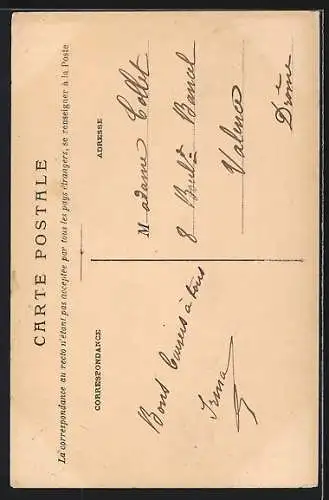 CARTE POSTALE
La correspondance au recto n'étant pas acceptée par tous les pays étrangers, se renseigner à la Poste
CORRESPONDANCE
Bons baisers à tous
Irma
ADRESSE
Madame Collet
8 Boulд Bancel
Valence
Drôme